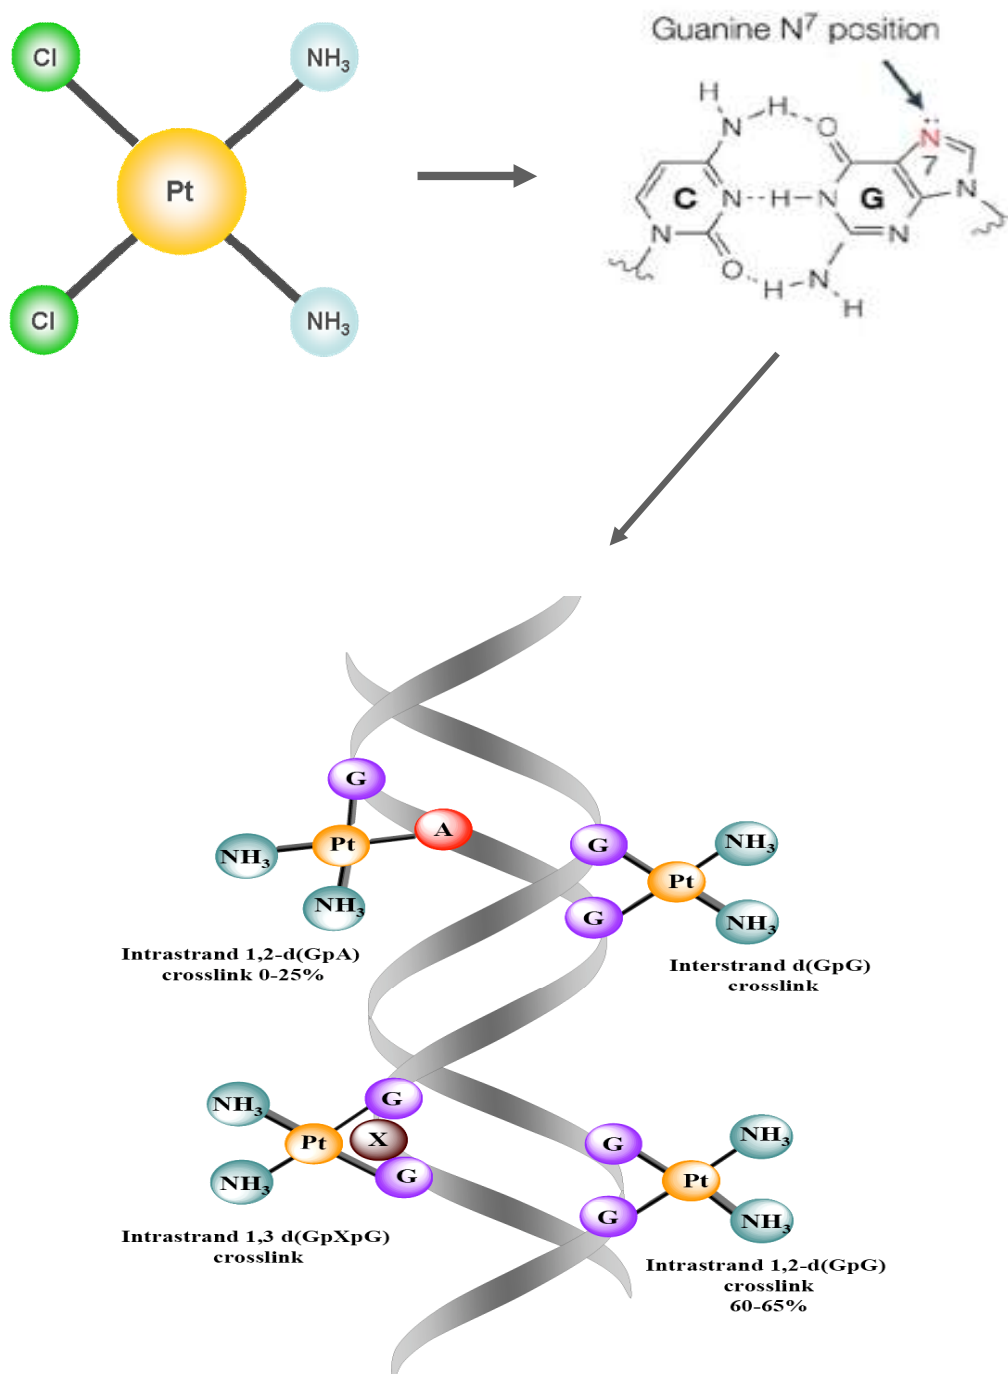 Cl
NH₃
Pt
Cl
NH₃
Guanine N⁷ position
H
H
N
O
N
7
C
N
H
N
G
N
N
O
N
H
N
H
G
A
Pt
NH₃
NH₃
Intrastrand 1,2-d(GpA)
crosslink 0-25%
G
G
Pt
NH₃
NH₃
Interstrand d(GpG)
crosslink
NH₃
NH₃
Pt
G
X
G
Intrastrand 1,3 d(GpXpG)
crosslink
G
G
Pt
NH₃
NH₃
Intrastrand 1,2-d(GpG)
crosslink
60-65%